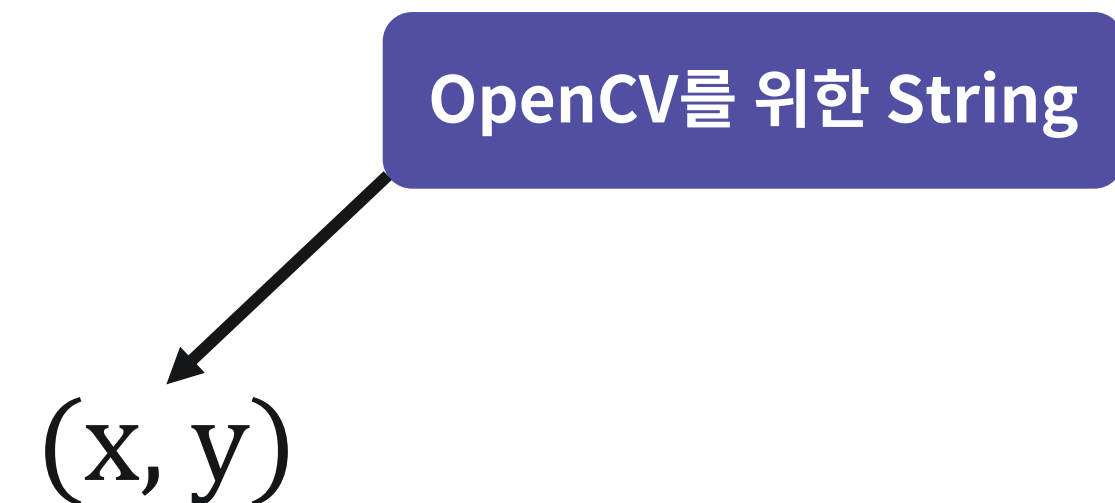 OpenCV를 위한 String
(x, y)